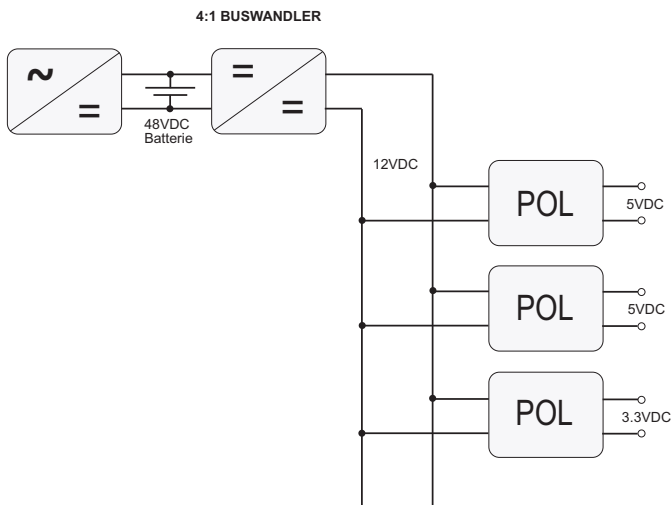 4:1 BUSWANDLER
~
=
=
=
48VDC
Batterie
12VDC
POL
5VDC
POL
5VDC
POL
3.3VDC